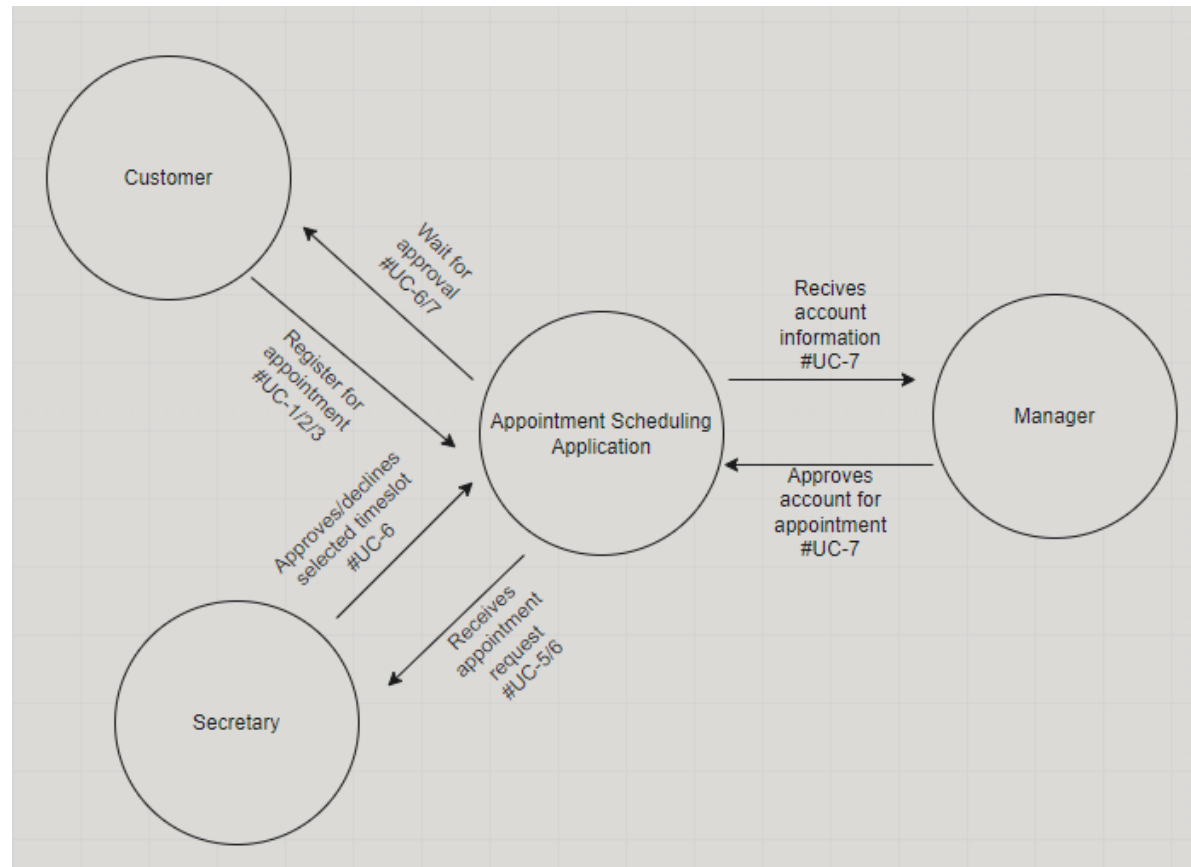 Customer
Wait for
approval
#UC-6/7
Register for
appointment
#UC-1/2/3
Recives
account
information
#UC-7
Appointment Scheduling
Application
Manager
Approves
account for
appointment
#UC-7
Approves/declines
selected timeslot
#UC-6
Receives
appointment
request
#UC-5/6
Secretary